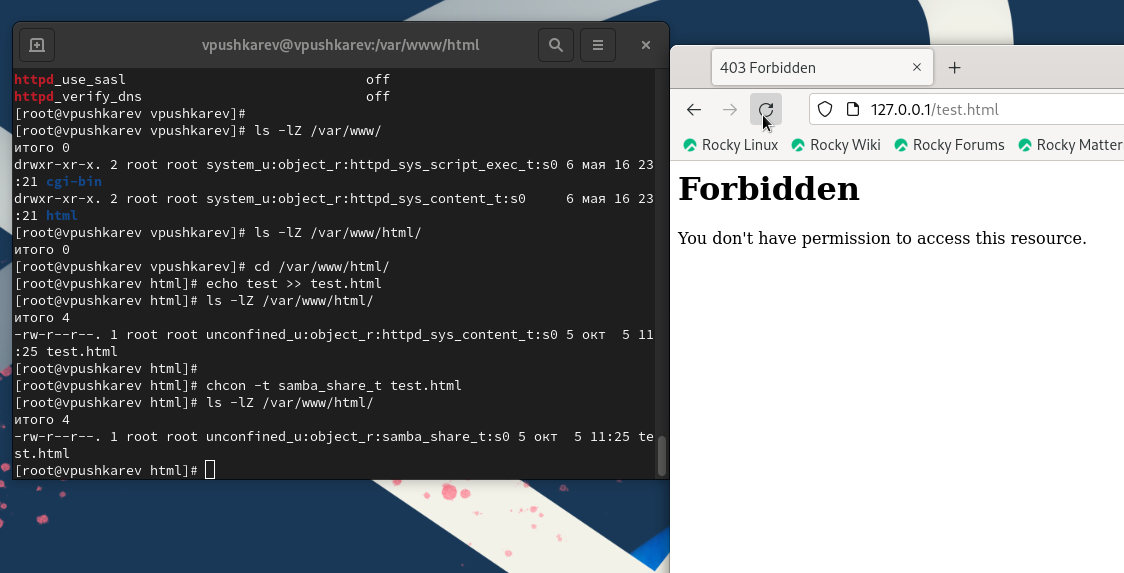 vpushkarev@vpushkarev:/var/www/html
httpd_use_sasl                              off
httpd_verify_dns                            off
[root@vpushkarev vpushkarev]#
[root@vpushkarev vpushkarev]# ls -lZ /var/www/
итого 0
drwxr-xr-x. 2 root root system_u:object_r:httpd_sys_script_exec_t:s0 6 мая 16 23
:21 cgi-bin
drwxr-xr-x. 2 root root system_u:object_r:httpd_sys_content_t:s0     6 мая 16 23
:21 html
[root@vpushkarev vpushkarev]# ls -lZ /var/www/html/
итого 0
[root@vpushkarev vpushkarev]# cd /var/www/html/
[root@vpushkarev html]# echo test >> test.html
[root@vpushkarev html]# ls -lZ /var/www/html/
итого 4
-rw-r--r--. 1 root root unconfined_u:object_r:httpd_sys_content_t:s0 5 окт  5 11
:25 test.html
[root@vpushkarev html]#
[root@vpushkarev html]# chcon -t samba_share_t test.html
[root@vpushkarev html]# ls -lZ /var/www/html/
итого 4
-rw-r--r--. 1 root root unconfined_u:object_r:samba_share_t:s0 5 окт  5 11:25 te
st.html
[root@vpushkarev html]#
403 Forbidden
127.0.0.1/test.html
Rocky Linux Rocky Wiki Rocky Forums Rocky Matter
Forbidden
You don't have permission to access this resource.